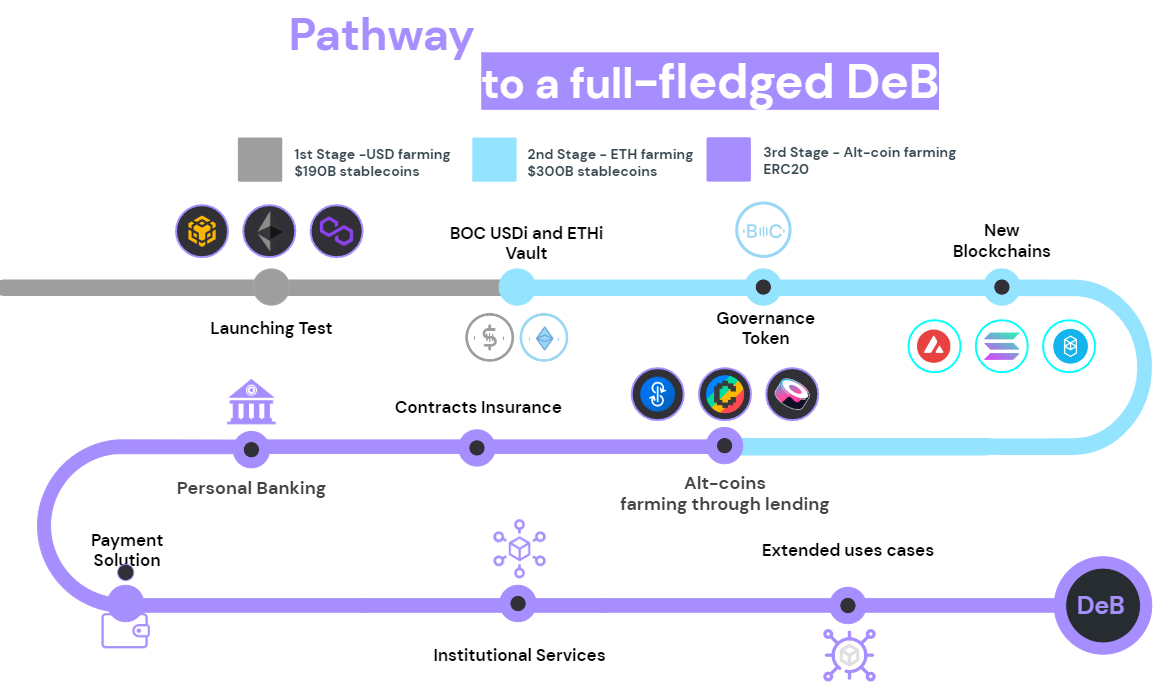 Pathway
to a full-fledged DeB
1st Stage -USD farming
$190B stablecoins
2nd Stage - ETH farming
$300B stablecoins
3rd Stage - Alt-coin farming
ERC20
BOC USDi and ETHi
Vault
B C
New
Blockchains
Launching Test
$
Governance
Token
Contracts Insurance
Personal Banking
Alt-coins
farming through lending
Payment
Solution
Extended uses cases
DeB
Institutional Services